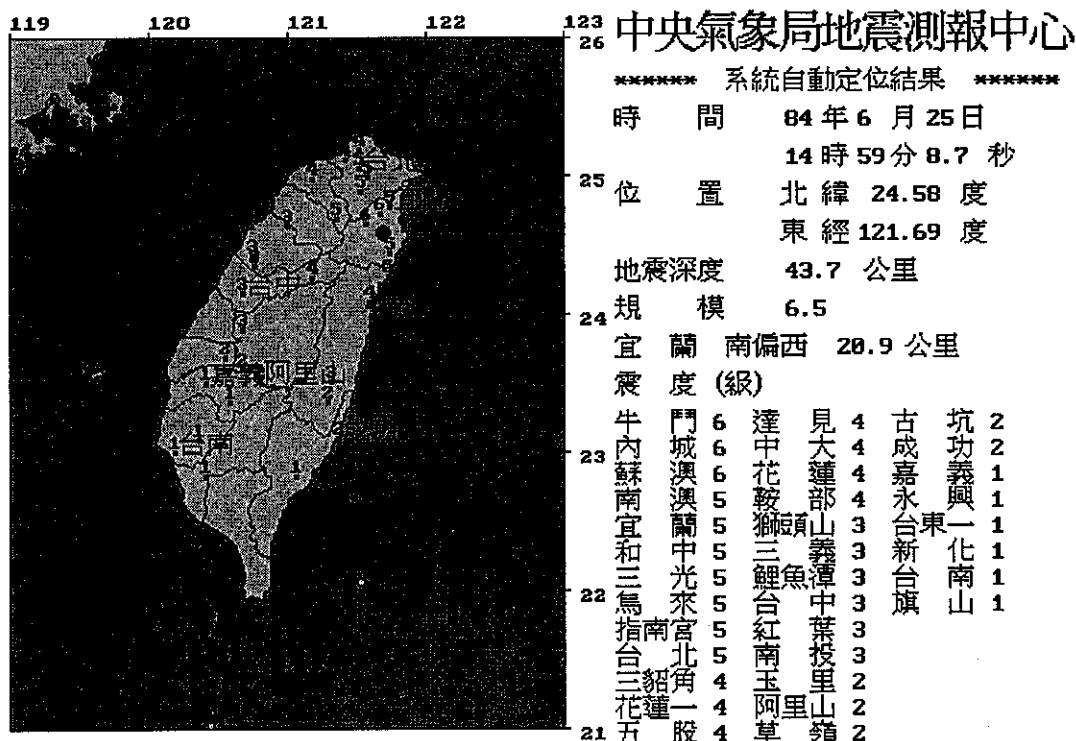 119 120 121 122 123
26
25
24
23
22
21
台中
嘉義 阿里山
台南
中央氣象局地震測報中心
****** 系統自動定位結果 ******
時 間 84 年 6 月 25 日
14 時 59 分 8.7 秒
位 置 北 緯 24.58 度
東 經 121.69 度
地震深度 43.7 公里
規 模 6.5
宜 蘭 南偏西 20.9 公里
震 度 (級)
牛 鬥 6 達 見 4 古 坑 2
內 城 6 中 大 4 成 功 2
蘇 澳 6 花 蓮 4 嘉 義 1
南 澳 5 鞍 部 4 永 興 1
宜 蘭 5 獅頭山 3 台東一 1
和 中 5 三 義 3 新 化 1
三 光 5 鯉魚潭 3 台 南 1
烏 來 5 台 中 3 旗 山 1
指南宮 5 紅 葉 3
台 北 5 南 投 3
三貂角 4 玉 里 2
花蓮一 4 阿里山 2
五 股 4 草 嶺 2